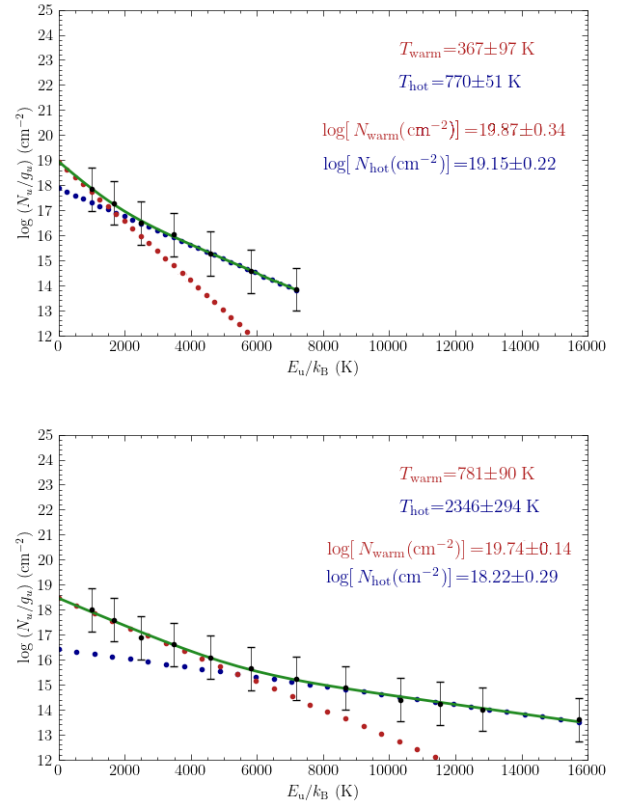 25
24
23
22
21
20
19
18
17
16
15
14
13
12
log (N_u/g_u) (cm^−2)
T_warm=367±97 K
T_hot=770±51 K
log[ N_warm(cm^−2)] =19.87±0.34
log[ N_hot(cm^−2)] =19.15±0.22
0 2000 4000 6000 8000 10000 12000 14000 16000
E_u/k_B (K)
25
24
23
22
21
20
19
18
17
16
15
14
13
12
log (N_u/g_u) (cm^−2)
T_warm=781±90 K
T_hot=2346±294 K
log[ N_warm(cm^−2)] =19.74±0.14
log[ N_hot(cm^−2)] =18.22±0.29
0 2000 4000 6000 8000 10000 12000 14000 16000
E_u/k_B (K)